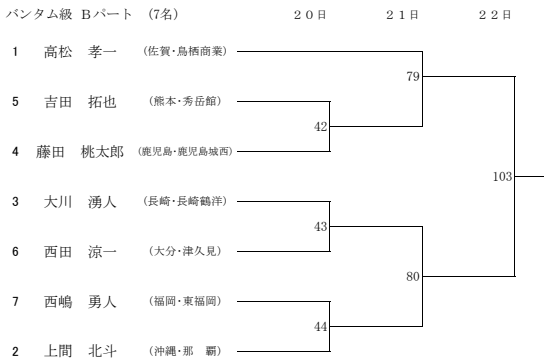 バンタム級 Bパート (7名) 20日 21日 22日
1 高松 孝一 (佐賀・鳥栖商業)
79
5 吉田 拓也 (熊本・秀岳館)
42
4 藤田 桃太郎 (鹿児島・鹿児島城西)
103
3 大川 湧人 (長崎・長崎鶴洋)
43
6 西田 涼一 (大分・津久見)
80
7 西嶋 勇人 (福岡・東福岡)
44
2 上間 北斗 (沖縄・那 覇)